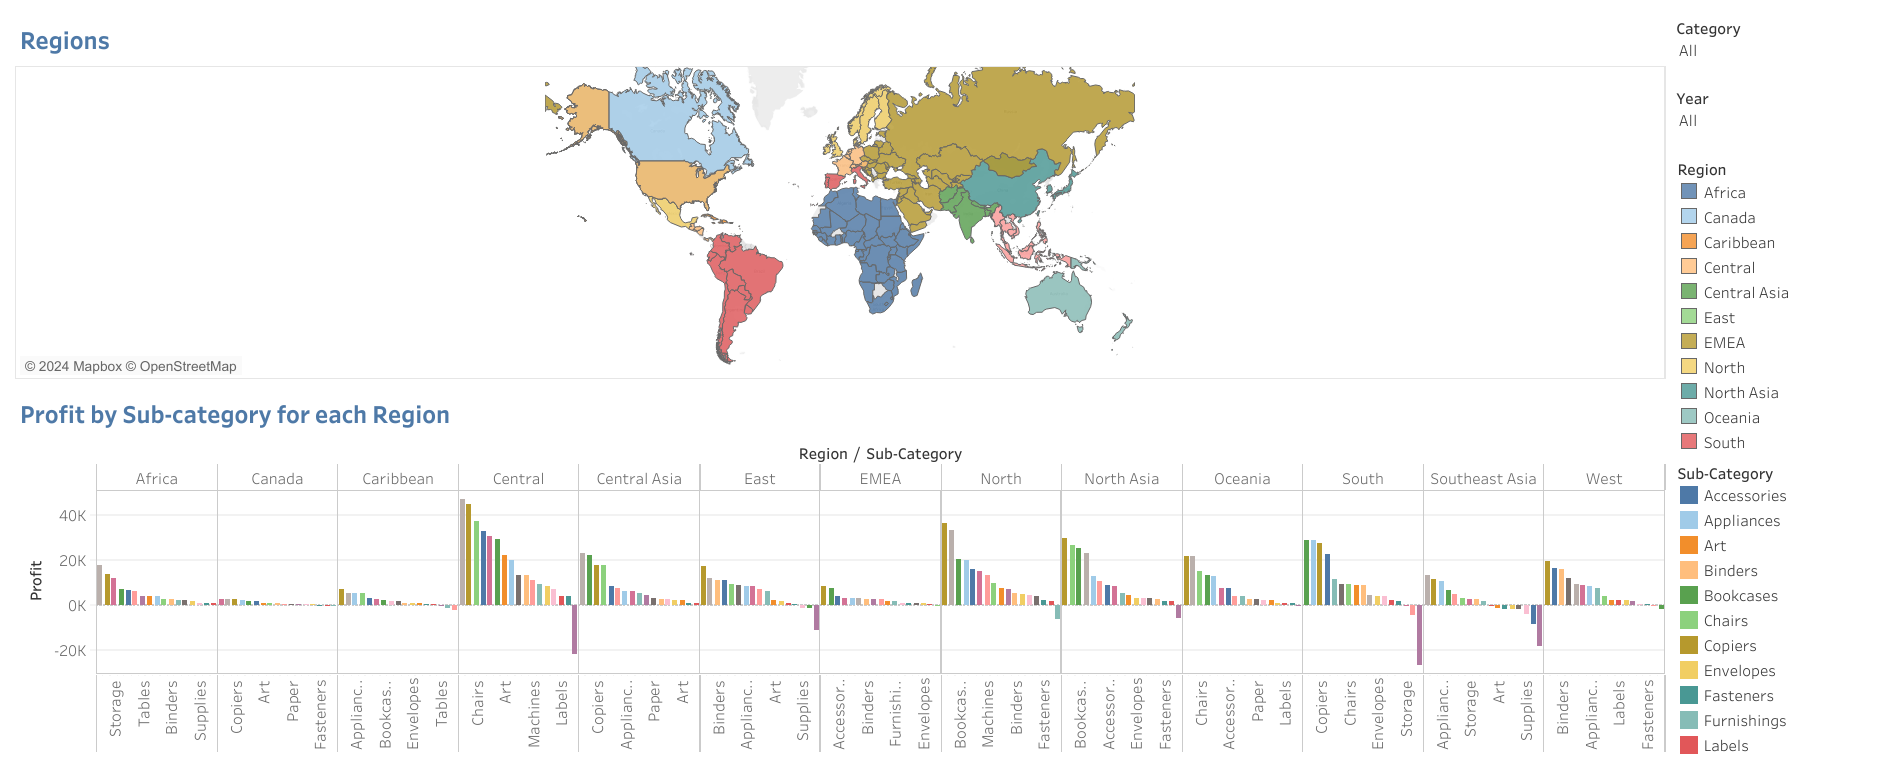 Regions
© 2024 Mapbox © OpenStreetMap
Category
All
Year
All
Region
Africa
Canada
Caribbean
Central
Central Asia
East
EMEA
North
North Asia
Oceania
South
Profit by Sub-category for each Region
Region / Sub-Category
Africa Canada Caribbean Central Central Asia East EMEA North North Asia Oceania South Southeast Asia West
Profit
40K
20K
0K
-20K
Storage Tables Binders Supplies Copiers Art Paper Fasteners Applianc.. Bookcas.. Envelopes Tables Chairs Art Machines Labels Copiers Applianc.. Paper Art Binders Applianc.. Art Supplies Accessor.. Binders Furnishi.. Envelopes Bookcas.. Machines Binders Fasteners Bookcas.. Accessor.. Envelopes Fasteners Chairs Accessor.. Paper Labels Copiers Chairs Envelopes Storage Applianc.. Storage Art Supplies Binders Applianc.. Labels Fasteners
Sub-Category
Accessories
Appliances
Art
Binders
Bookcases
Chairs
Copiers
Envelopes
Fasteners
Furnishings
Labels